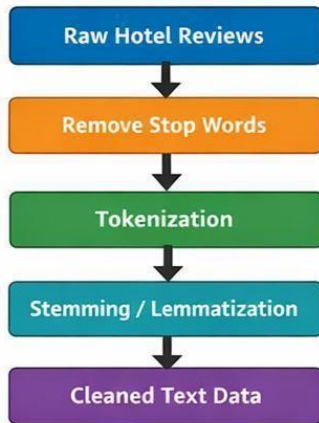 Raw Hotel Reviews
Remove Stop Words
Tokenization
Stemming / Lemmatization
Cleaned Text Data